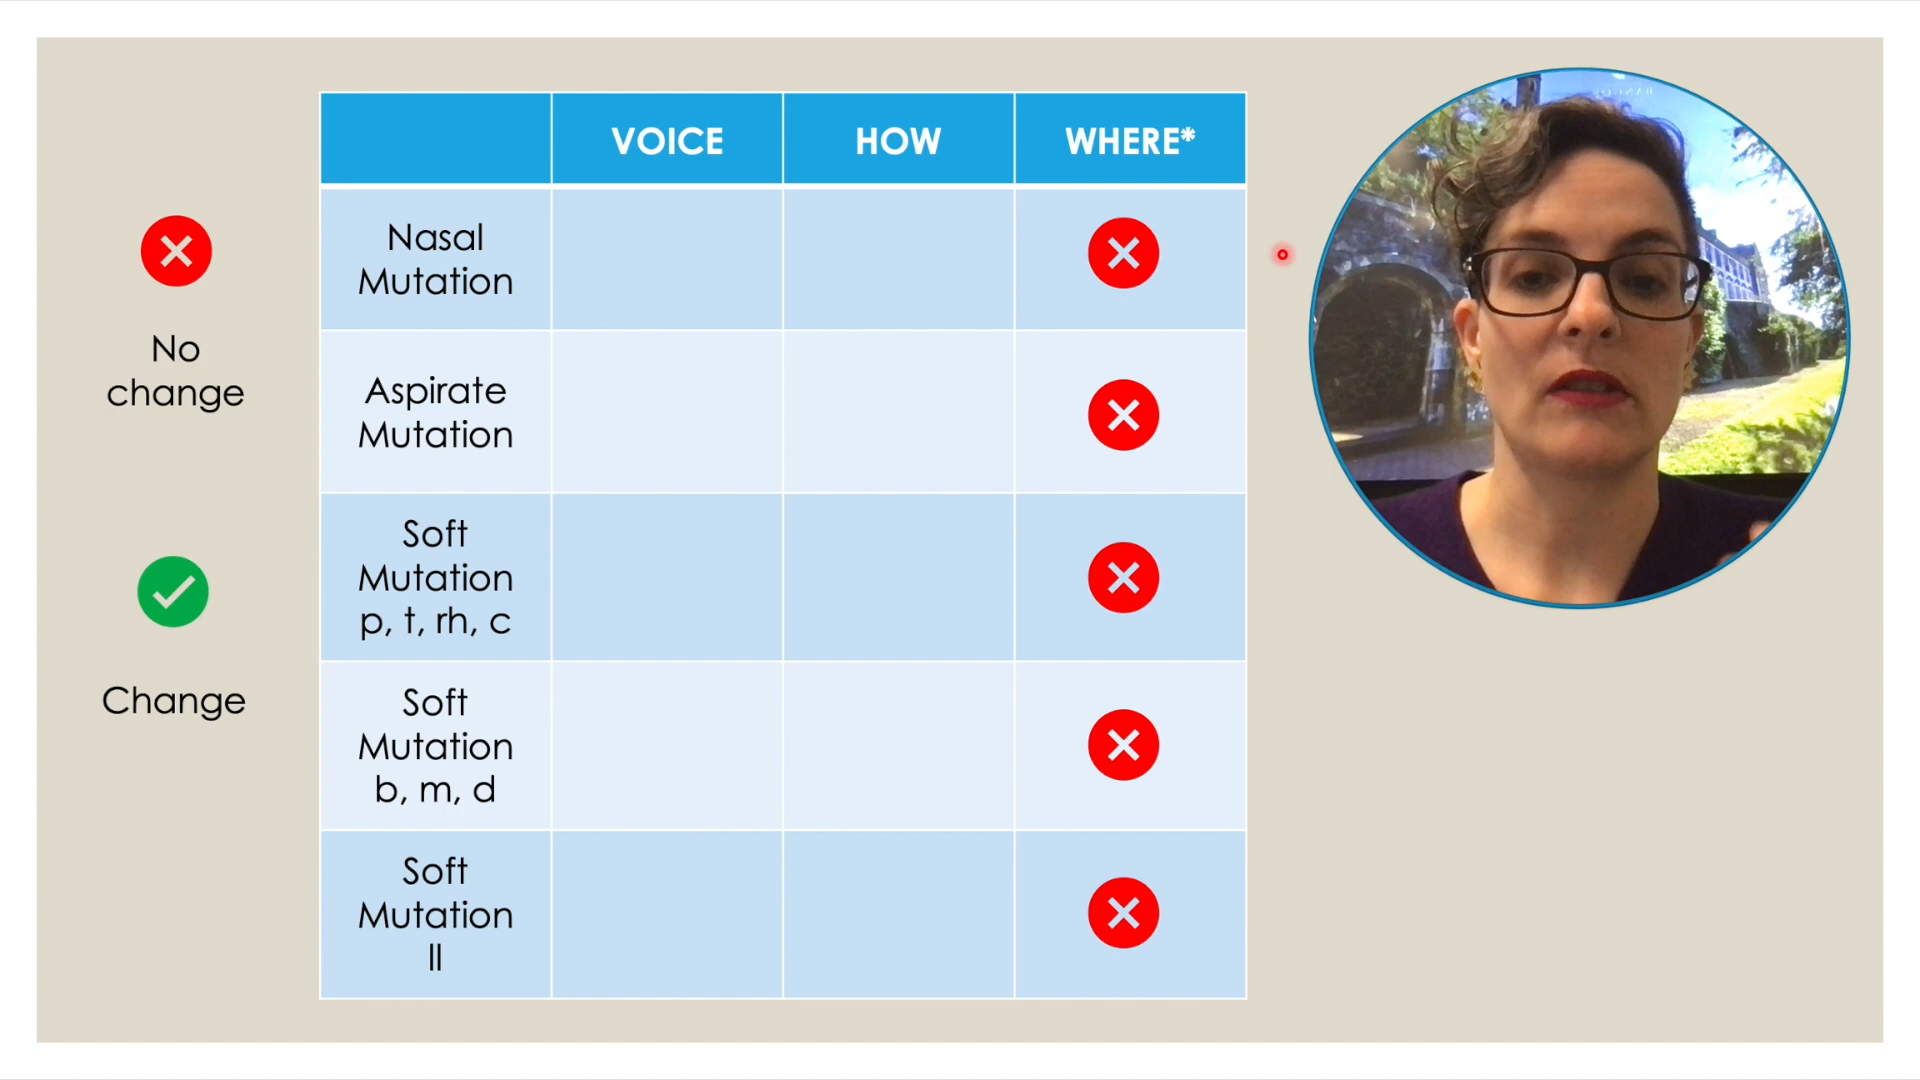 VOICE
HOW
WHERE*
Nasal
Mutation
No
change
Aspirate
Mutation
Soft
Mutation
p, t, rh, c
Change
Soft
Mutation
b, m, d
Soft
Mutation
ll